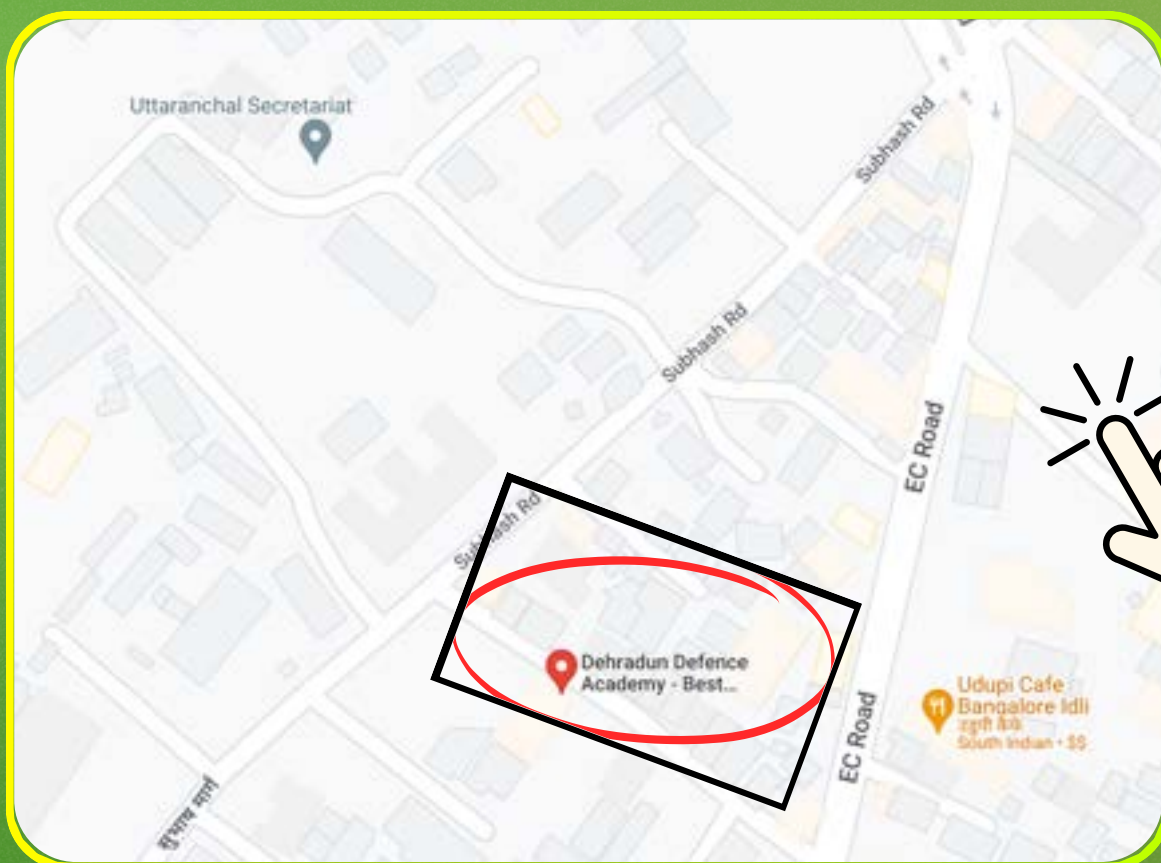 Uttaranchal Secretariat
Subhash Rd
Subhash Rd
EC Road
Subhash Rd
Dehradun Defence
Academy - Best...
Udupi Cafe
Bangalore Idli
South Indian · $$
EC Road